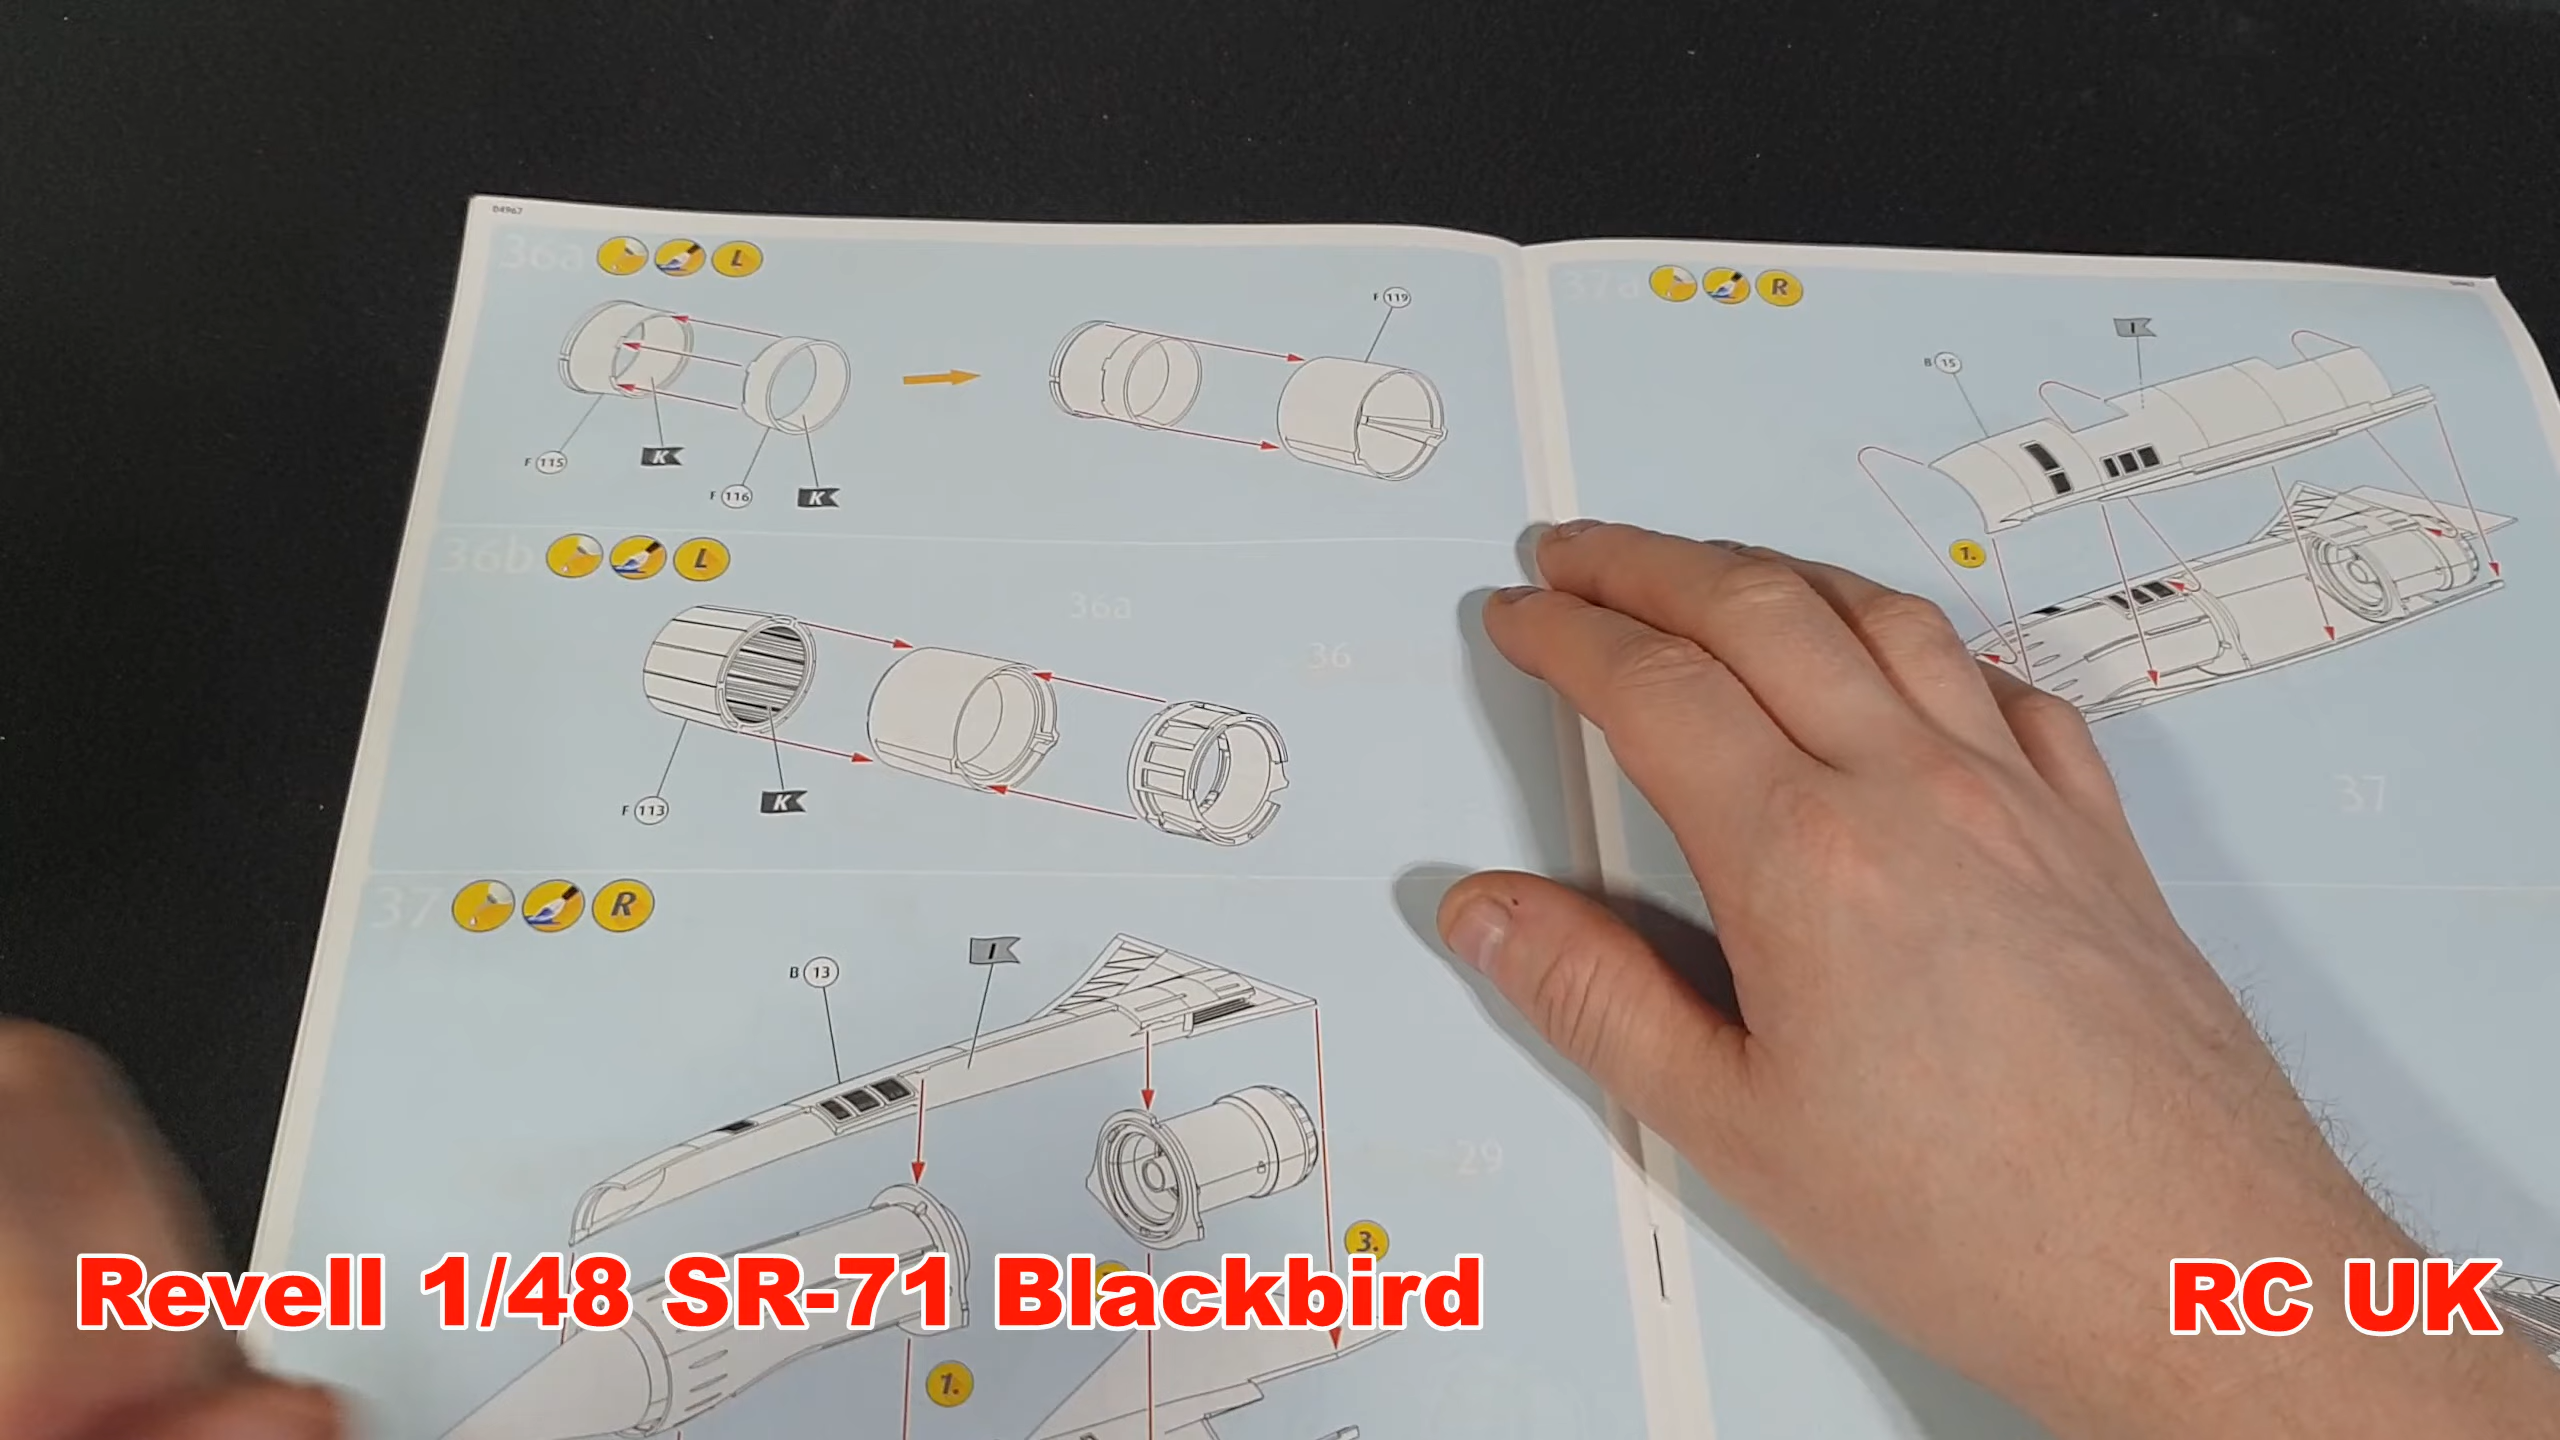 04967
36a
L
F 119
F 115
K
F 116
K
36b
L
36a
36
F 113
K
37
R
B 13
I
29
3.
1.
37a
R
I
B 15
1.
37
Revell 1/48 SR-71 Blackbird
RC UK